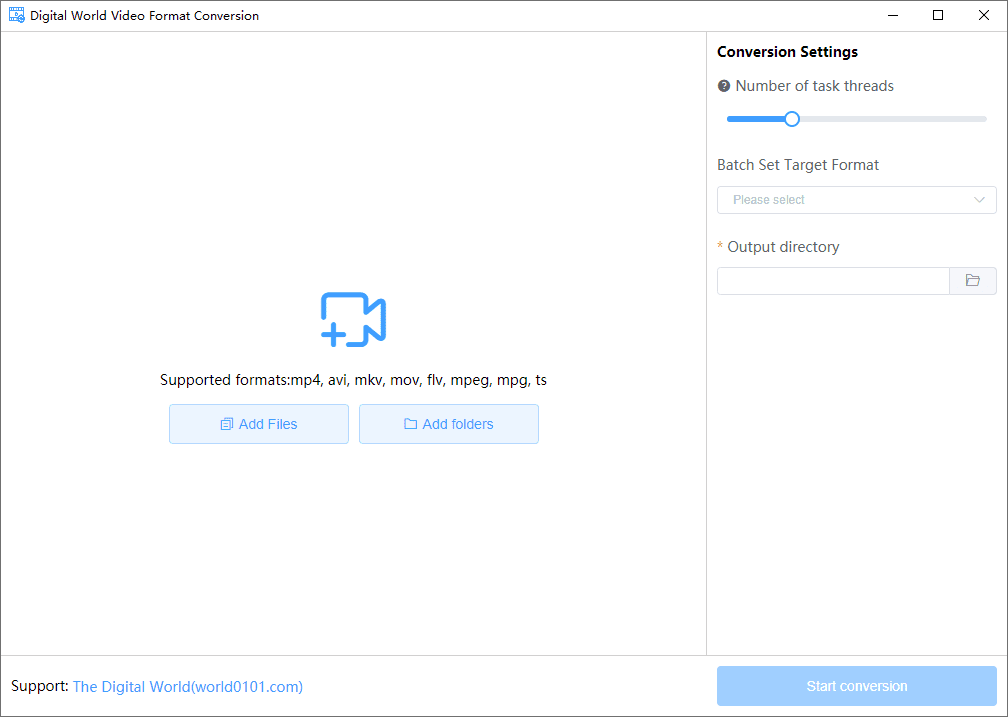 Digital World Video Format Conversion
Conversion Settings
Number of task threads
Batch Set Target Format
Please select
* Output directory
Supported formats:mp4, avi, mkv, mov, flv, mpeg, mpg, ts
Add Files
Add folders
Support: The Digital World(world0101.com)
Start conversion